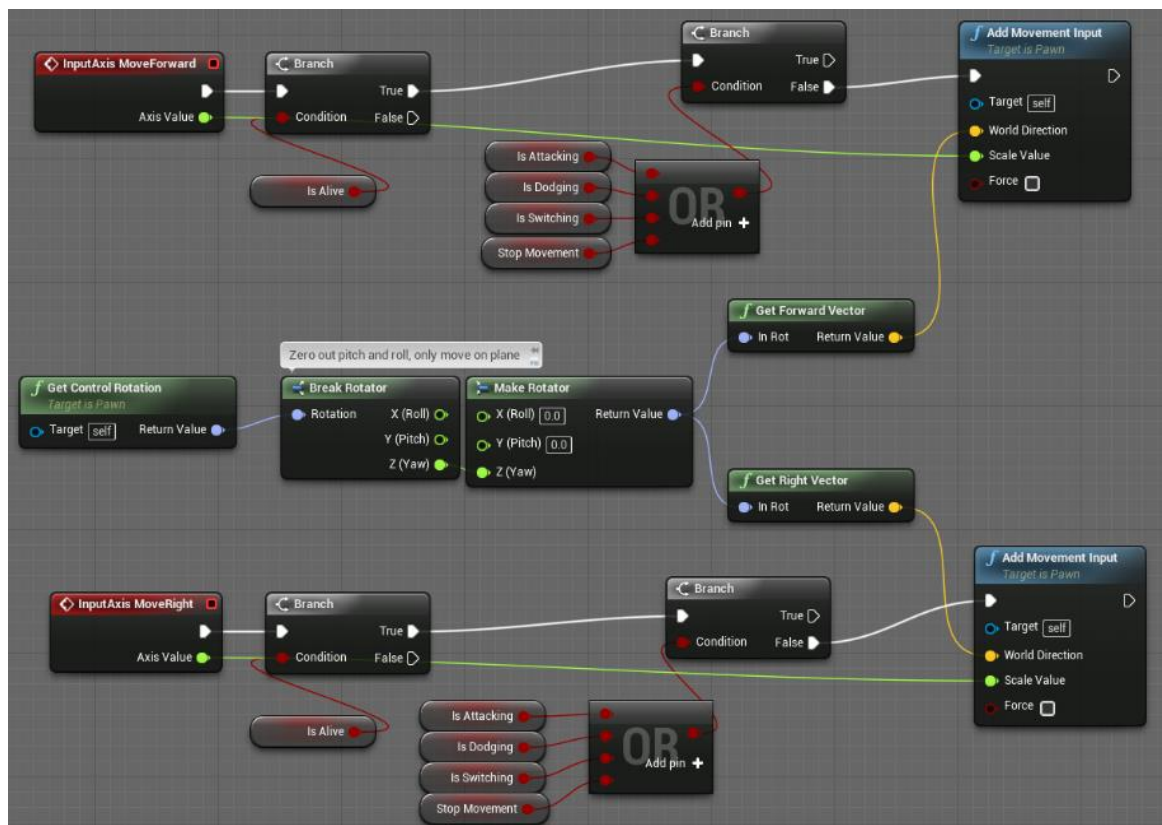 InputAxis MoveForward
Axis Value
Branch
Condition
True
False
Is Alive
Branch
Condition
True
False
Is Attacking
Is Dodging
Is Switching
Stop Movement
OR
Add pin +
Add Movement Input
Target is Pawn
Target self
World Direction
Scale Value
Force
Get Control Rotation
Target is Pawn
Target self
Return Value
Zero out pitch and roll, only move on plane
Break Rotator
Rotation
X (Roll)
Y (Pitch)
Z (Yaw)
Make Rotator
X (Roll) 0.0
Y (Pitch) 0.0
Z (Yaw)
Return Value
f Get Forward Vector
In Rot
Return Value
f Get Right Vector
In Rot
Return Value
InputAxis MoveRight
Axis Value
Branch
Condition
True
False
Is Alive
Branch
Condition
True
False
Is Attacking
Is Dodging
Is Switching
Stop Movement
OR
Add pin +
Add Movement Input
Target is Pawn
Target self
World Direction
Scale Value
Force